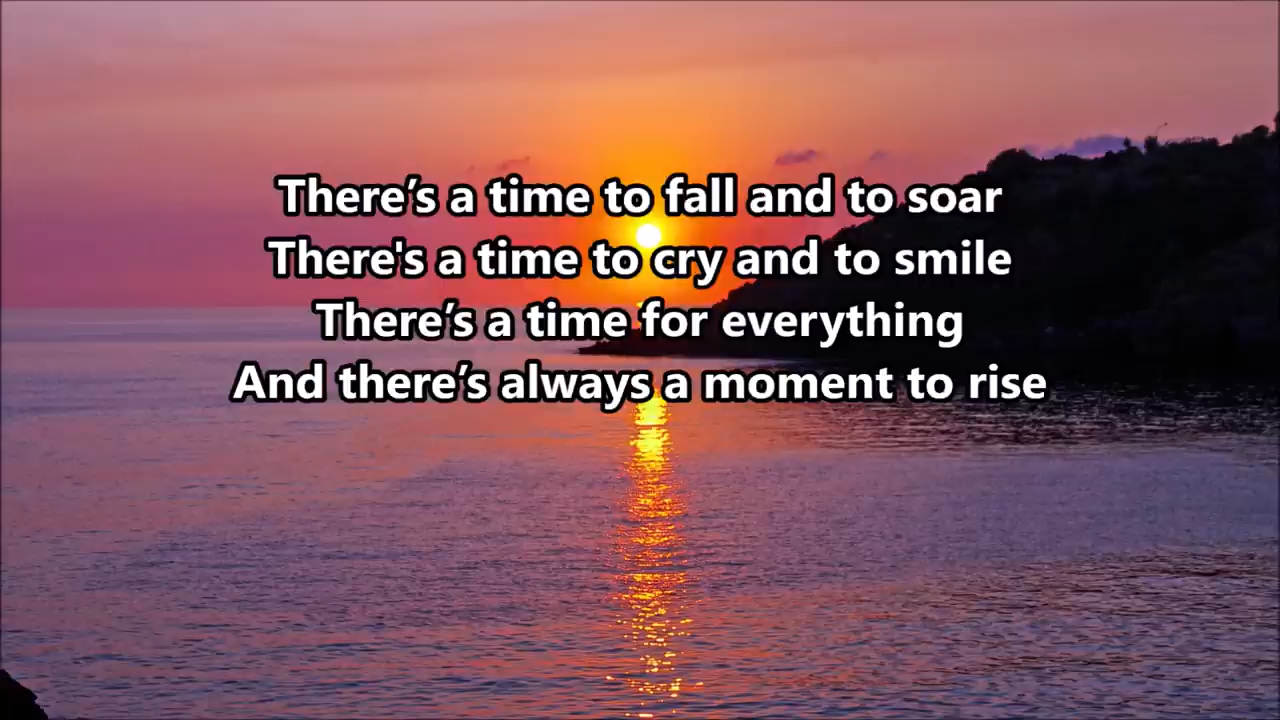 There’s a time to fall and to soar
There's a time to cry and to smile
There’s a time for everything
And there’s always a moment to rise